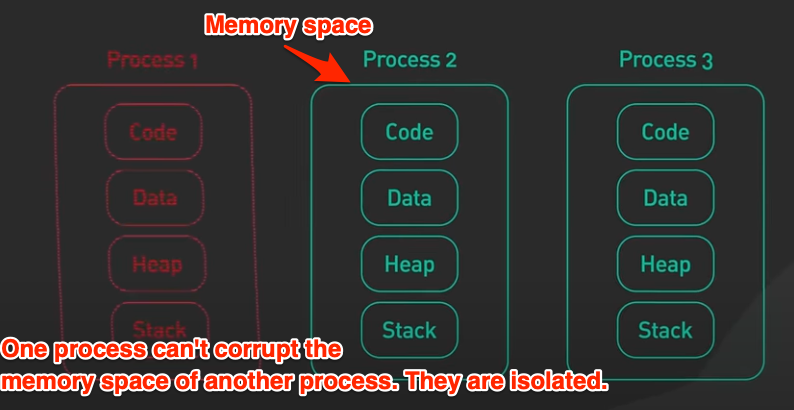 Memory space
Process 1
Process 2
Process 3
Code
Code
Code
Data
Data
Data
Heap
Heap
Heap
Stack
Stack
Stack
One process can't corrupt the
memory space of another process. They are isolated.